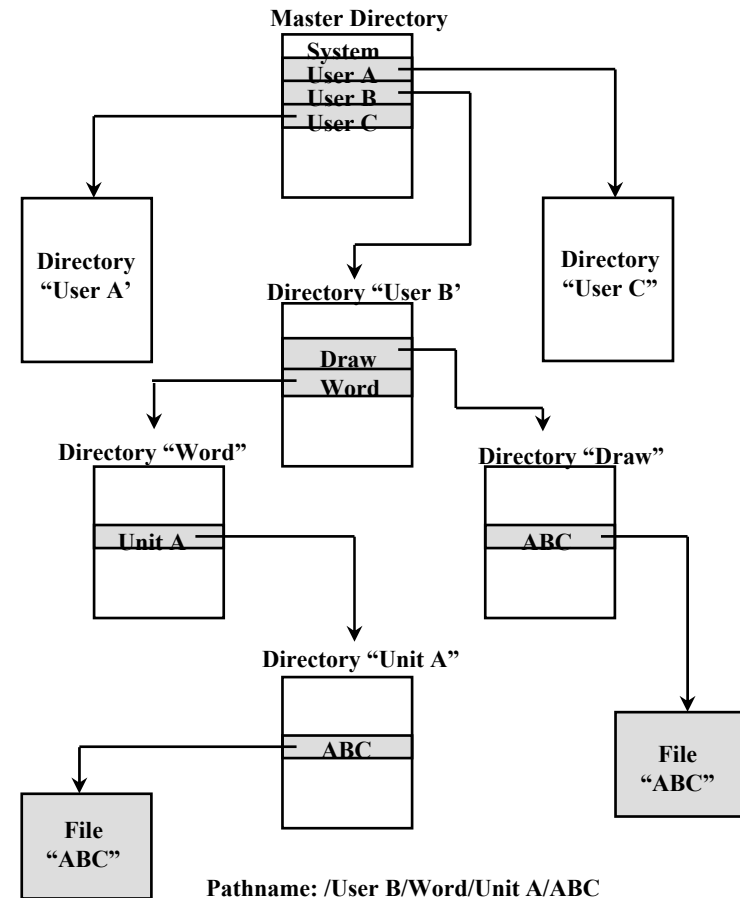 Master Directory
System
User A
User B
User C
Directory
“User A’
Directory
“User C”
Directory “User B’
Draw
Word
Directory “Word”
Directory “Draw”
Unit A
ABC
Directory “Unit A”
ABC
File
“ABC”
File
“ABC”
Pathname: /User B/Word/Unit A/ABC